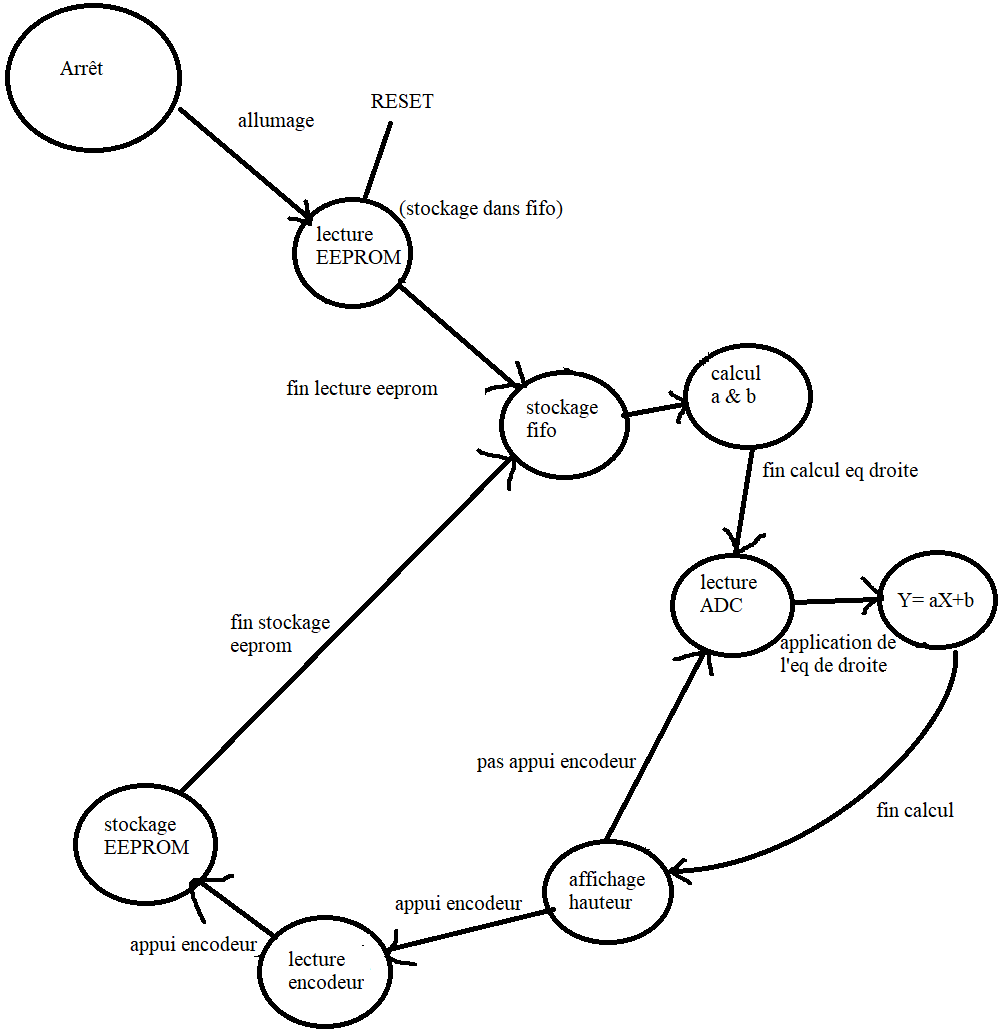 Arrêt
allumage
RESET
(stockage dans fifo)
lecture
EEPROM
fin lecture eeprom
stockage
fifo
calcul
a & b
fin calcul eq droite
lecture
ADC
Y= aX+b
application de
l'eq de droite
fin stockage
eeprom
pas appui encodeur
fin calcul
stockage
EEPROM
affichage
hauteur
appui encodeur
appui encodeur
lecture
encodeur